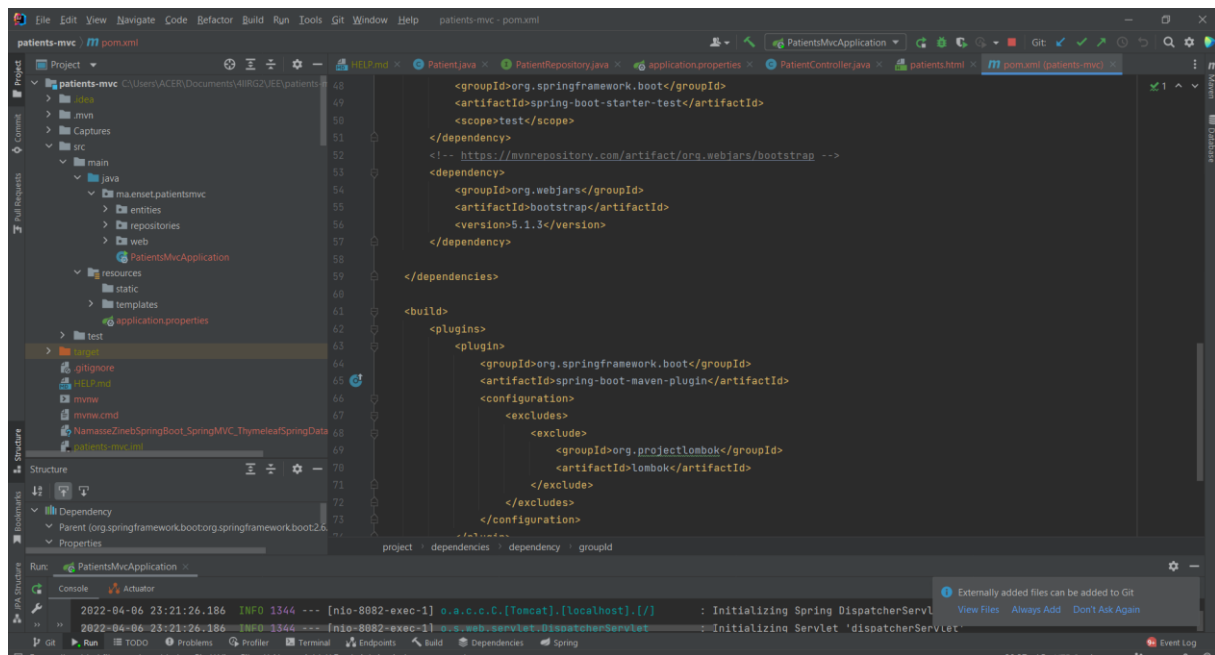 File Edit View Navigate Code Refactor Build Run Tools Git Window Help patients-mvc - pom.xml
patients-mvc pom.xml
PatientsMvcApplication
Git:
Project
HELP.md
Patient.java
PatientRepository.java
application.properties
PatientController.java
patients.html
pom.xml (patients-mvc)
Project
Commit
Pull Requests
Structure
Bookmarks
JPA Structure
Maven
Database
patients-mvc C:\Users\ACER\Documents\4IIRG2\JEE\patients-m
.idea
.mvn
Captures
src
main
java
ma.enset.patientsmvc
entities
repositories
web
PatientsMvcApplication
resources
static
templates
application.properties
test
target
.gitignore
HELP.md
mvnw
mvnw.cmd
NamasseZinebSpringBoot_SpringMVC_ThymeleafSpringData
patients-mvc.iml
Structure
Dependency
Parent (org.springframework.boot:org.springframework.boot:2.6.
Properties
1
48 <groupId>org.springframework.boot</groupId>
49 <artifactId>spring-boot-starter-test</artifactId>
50 <scope>test</scope>
51 </dependency>
52 <!-- https://mvnrepository.com/artifact/org.webjars/bootstrap -->
53 <dependency>
54 <groupId>org.webjars</groupId>
55 <artifactId>bootstrap</artifactId>
56 <version>5.1.3</version>
57 </dependency>
58
59 </dependencies>
60
61 <build>
62 <plugins>
63 <plugin>
64 <groupId>org.springframework.boot</groupId>
65 <artifactId>spring-boot-maven-plugin</artifactId>
66 <configuration>
67 <excludes>
68 <exclude>
69 <groupId>org.projectlombok</groupId>
70 <artifactId>lombok</artifactId>
71 </exclude>
72 </excludes>
73 </configuration>
74 </plugin>
project dependencies dependency groupId
Run: PatientsMvcApplication
Console Actuator
2022-04-06 23:21:26.186 INFO 1344 --- [nio-8082-exec-1] o.a.c.c.C.[Tomcat].[localhost].[/] : Initializing Spring DispatcherServl
2022-04-06 23:21:26.186 INFO 1344 --- [nio-8082-exec-1] o.s.web.servlet.DispatcherServlet : Initializing Servlet 'dispatcherServlet'
Externally added files can be added to Git
View Files Always Add Don't Ask Again
Git Run TODO Problems Profiler Terminal Endpoints Build Dependencies Spring
Event Log